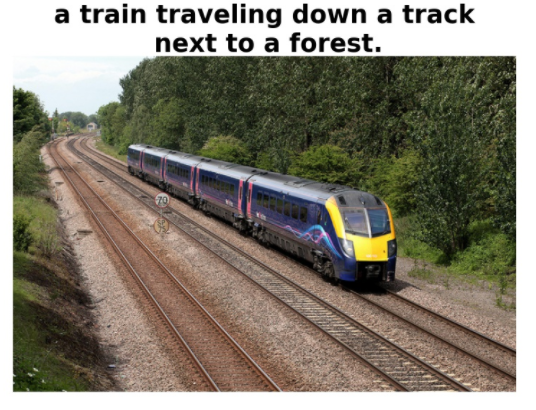 a train traveling down a track
next to a forest.
70